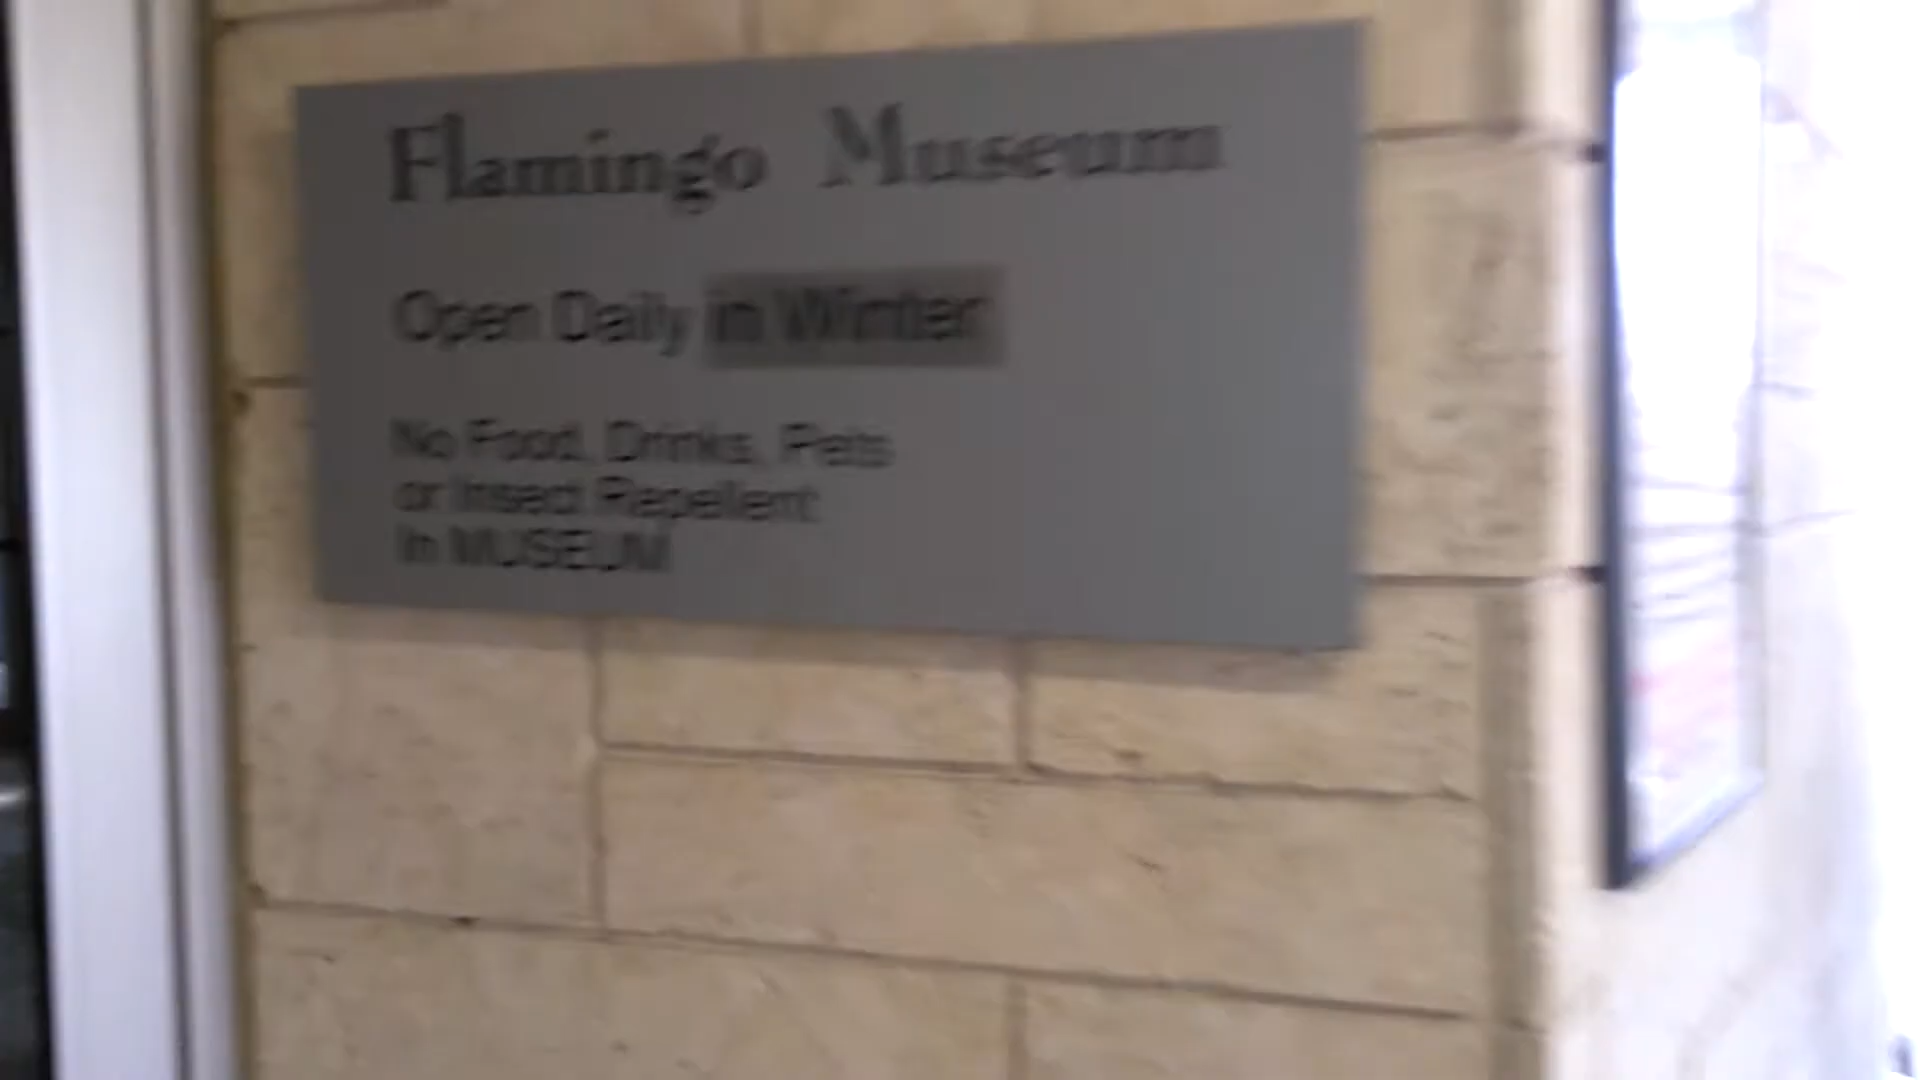 Flamingo Museum
Open Daily in Winter
No Food, Drinks, Pets
or Insect Repellent
In MUSEUM